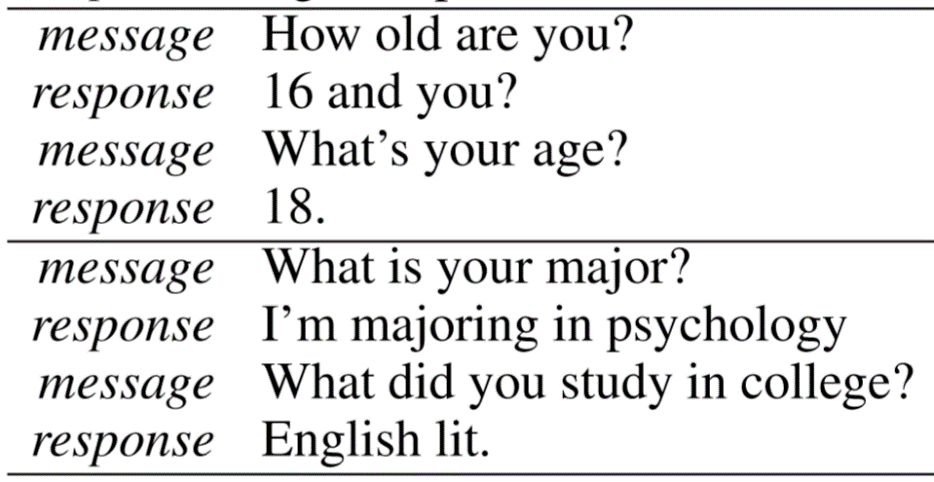 message How old are you?
response 16 and you?
message What's your age?
response 18.
message What is your major?
response I'm majoring in psychology
message What did you study in college?
response English lit.